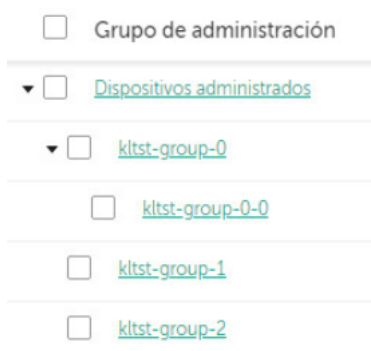 Grupo de administración
Dispositivos administrados
kltst-group-0
kltst-group-0-0
kltst-group-1
kltst-group-2